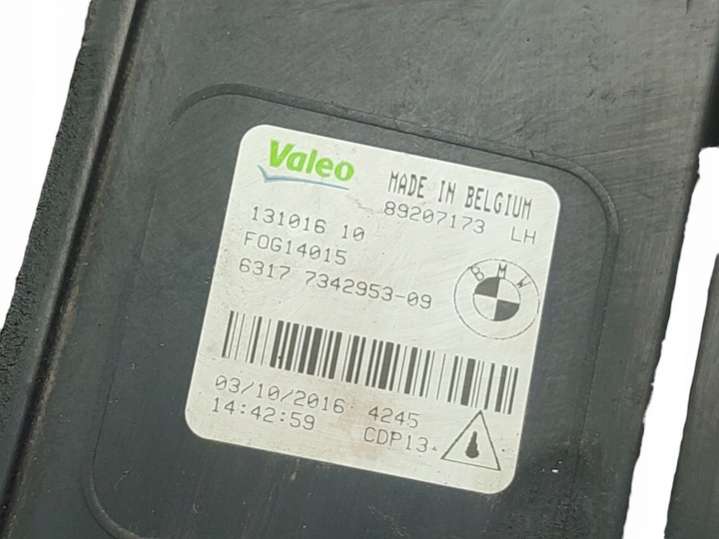 Valeo
MADE IN BELGIUM
89207173 LH
131016 10
FOG14015
6317 7342953-09
BMW
03/10/2016 4245
14:42:59 CDP13